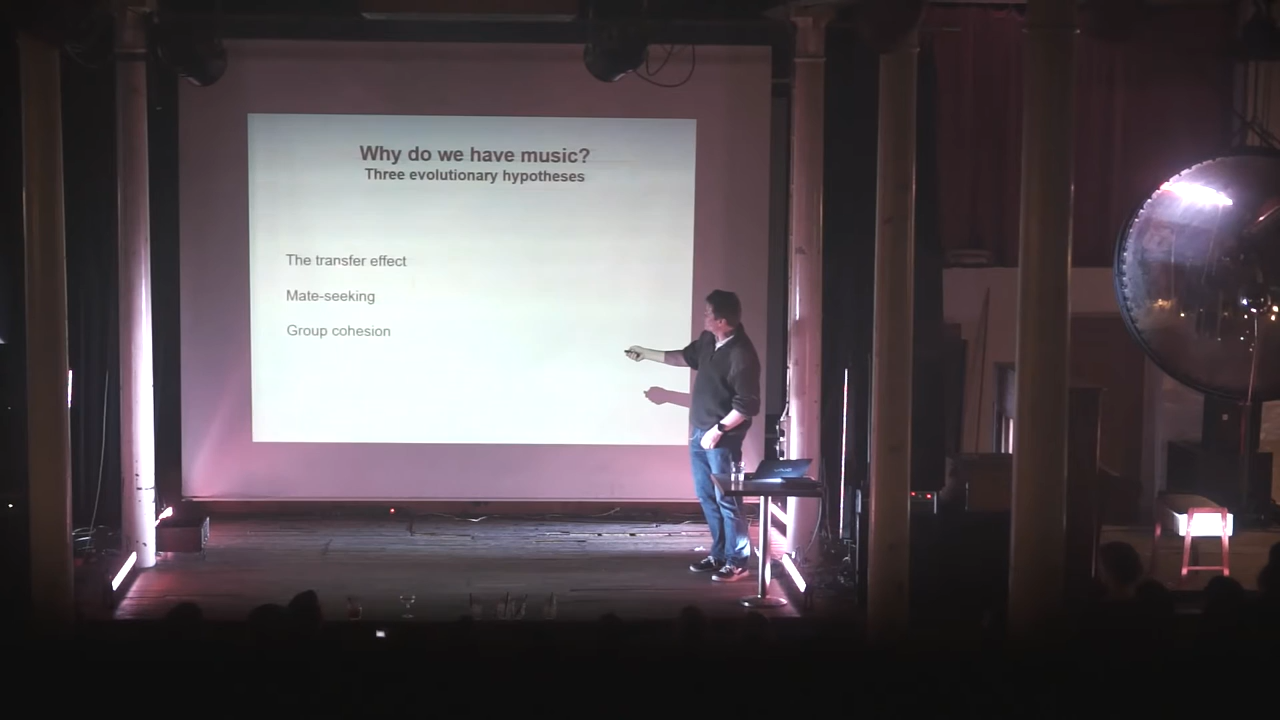 Why do we have music?
Three evolutionary hypotheses
The transfer effect
Mate-seeking
Group cohesion